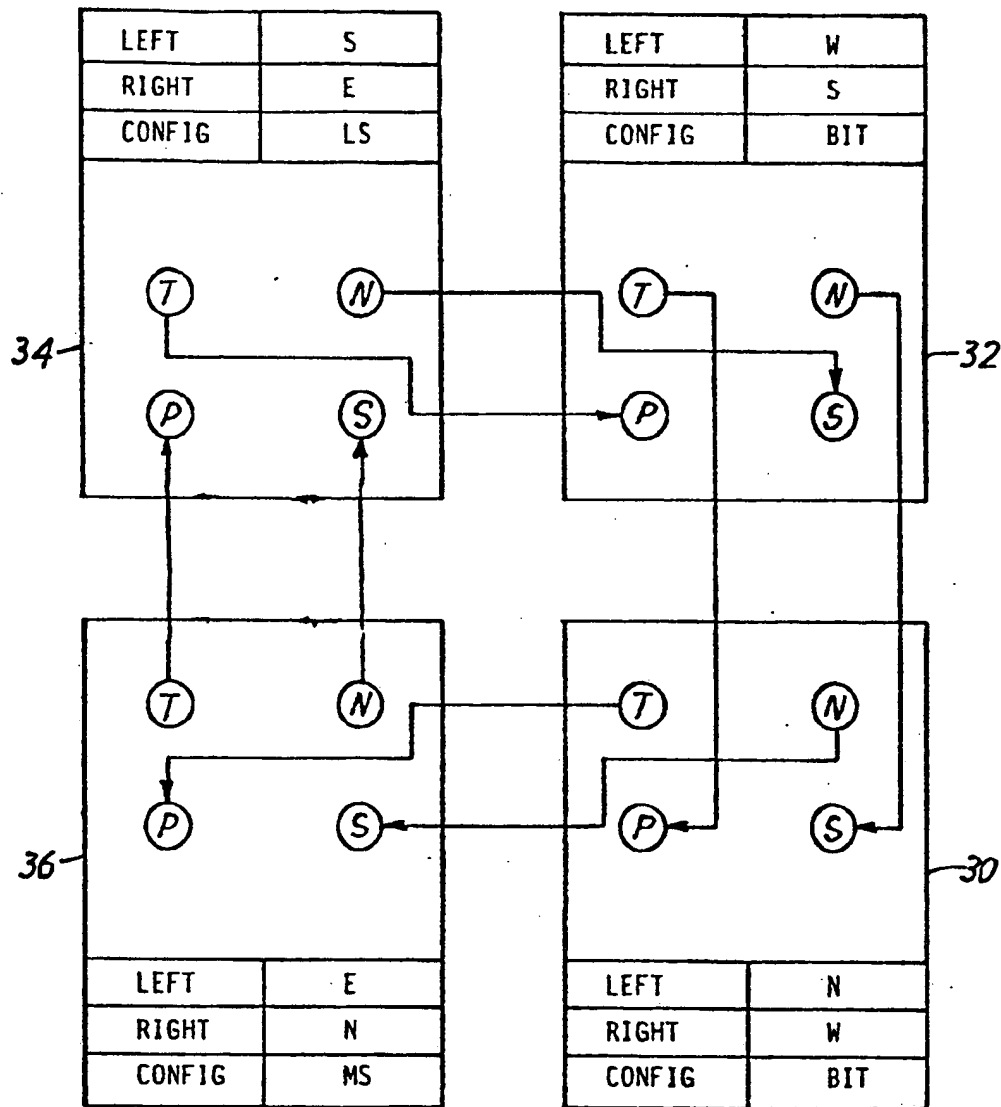 LEFT S
RIGHT E
CONFIG LS
LEFT W
RIGHT S
CONFIG BIT
T N
T N
34
32
P S
P S
T N
T N
P S
P S
36
30
LEFT E
RIGHT N
CONFIG MS
LEFT N
RIGHT W
CONFIG BIT